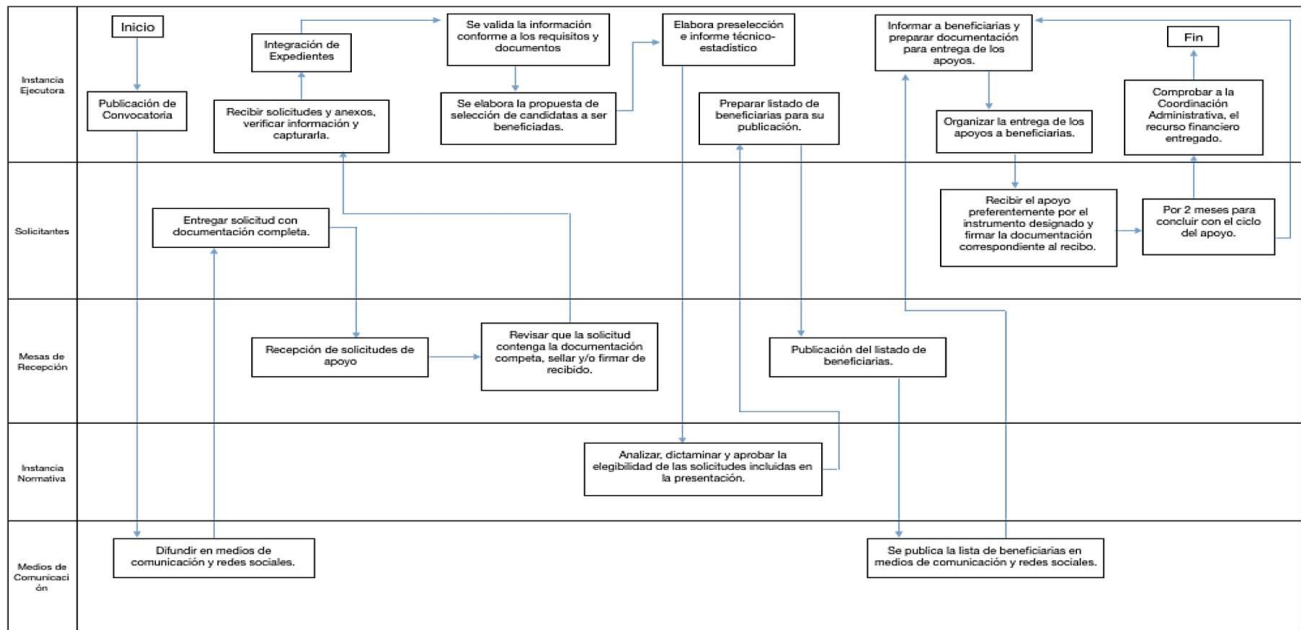 Instancia
Ejecutora
Inicio
Publicación de
Convocatoria
Integración de
Expedientes
Recibir solicitudes y anexos,
verificar información y
capturarla.
Se valida la información
conforme a los requisitos y
documentos
Se elabora la propuesta de
selección de candidatas a ser
beneficiadas.
Elabora preselección
e informe técnico-
estadístico
Preparar listado de
beneficiarias para su
publicación.
Informar a beneficiarias y
preparar documentación
para entrega de los
apoyos.
Organizar la entrega de los
apoyos a beneficiarias.
Fin
Comprobar a la
Coordinación
Administrativa, el
recurso financiero
entregado.
Solicitantes
Entregar solicitud con
documentación completa.
Recibir el apoyo
preferentemente por el
instrumento designado y
firmar la documentación
correspondiente al recibo.
Por 2 meses para
concluir con el ciclo
del apoyo.
Mesas de
Recepción
Recepción de solicitudes de
apoyo
Revisar que la solicitud
contenga la documentación
competa, sellar y/o firmar de
recibido.
Publicación del listado de
beneficiarias.
Instancia
Normativa
Analizar, dictaminar y aprobar la
elegibilidad de las solicitudes incluidas en
la presentación.
Medios de
Comunicaci
ón
Difundir en medios de
comunicación y redes sociales.
Se publica la lista de beneficiarias en
medios de comunicación y redes sociales.